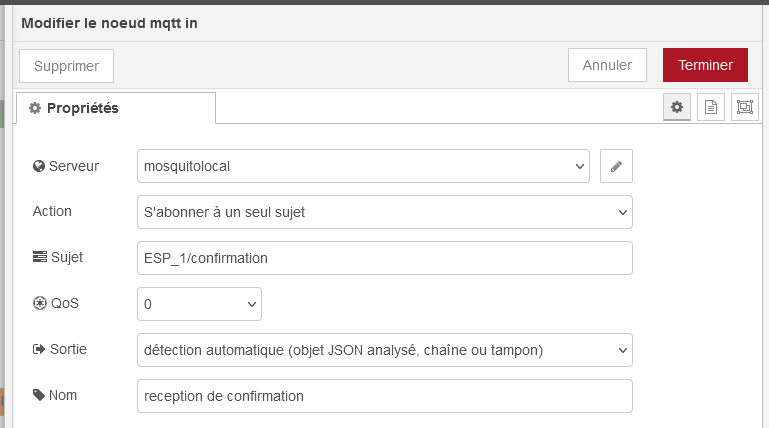 Modifier le noeud mqtt in
Supprimer Annuler Terminer
Propriétés
Serveur mosquitolocal
Action S'abonner à un seul sujet
Sujet ESP_1/confirmation
QoS 0
Sortie détection automatique (objet JSON analysé, chaîne ou tampon)
Nom reception de confirmation